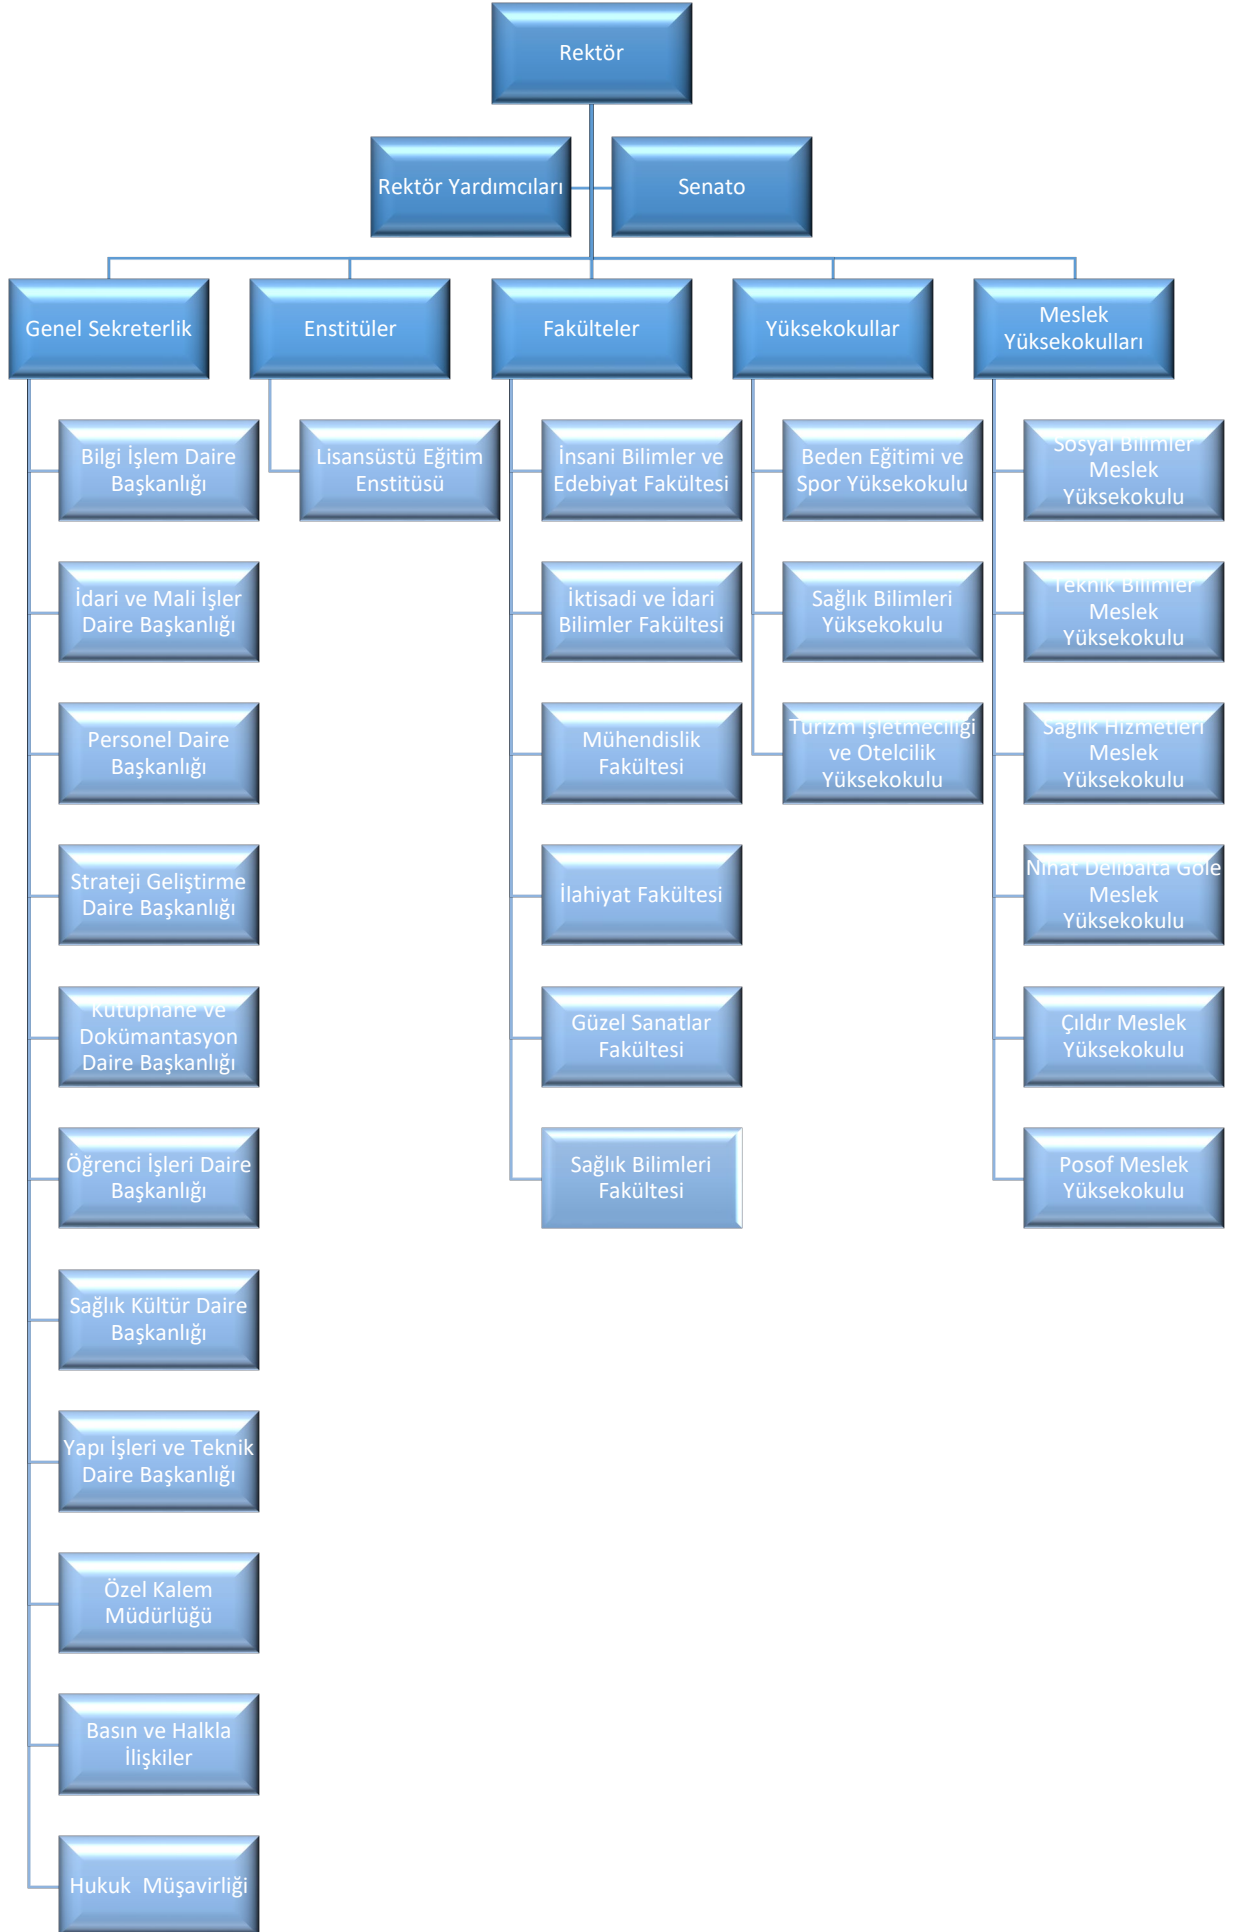 Rektör
Rektör Yardımcıları
Senato
Genel Sekreterlik
Enstitüler
Fakülteler
Yüksekokullar
Meslek
Yüksekokulları
Bilgi İşlem Daire
Başkanlığı
İdari ve Mali İşler
Daire Başkanlığı
Personel Daire
Başkanlığı
Strateji Geliştirme
Daire Başkanlığı
Kütüphane ve
Dokümantasyon
Daire Başkanlığı
Öğrenci İşleri Daire
Başkanlığı
Sağlık Kültür Daire
Başkanlığı
Yapı İşleri ve Teknik
Daire Başkanlığı
Özel Kalem
Müdürlüğü
Basın ve Halkla
İlişkiler
Hukuk  Müşavirliği
Lisansüstü Eğitim
Enstitüsü
İnsani Bilimler ve
Edebiyat Fakültesi
İktisadi ve İdari
Bilimler Fakültesi
Mühendislik
Fakültesi
İlahiyat Fakültesi
Güzel Sanatlar
Fakültesi
Sağlık Bilimleri
Fakültesi
Beden Eğitimi ve
Spor Yüksekokulu
Sağlık Bilimleri
Yüksekokulu
Turizm İşletmeciliği
ve Otelcilik
Yüksekokulu
Sosyal Bilimler
Meslek
Yüksekokulu
Teknik Bilimler
Meslek
Yüksekokulu
Sağlık Hizmetleri
Meslek
Yüksekokulu
Nihat Delibalta Göle
Meslek
Yüksekokulu
Çıldır Meslek
Yüksekokulu
Posof Meslek
Yüksekokulu